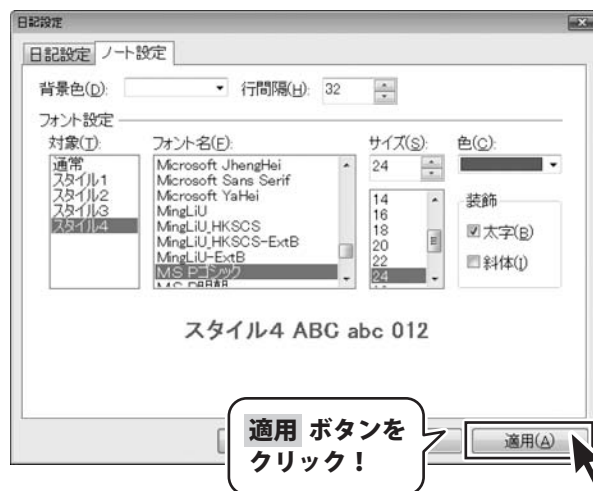 日記設定
日記設定 ノート設定
背景色(D): 行間隔(H): 32
フォント設定
対象(T): フォント名(F): サイズ(S): 色(C):
通常
スタイル1
スタイル2
スタイル3
スタイル4
Microsoft JhengHei
Microsoft Sans Serif
Microsoft YaHei
MingLiU
MingLiU_HKSCS
MingLiU_HKSCS-ExtB
MingLiU-ExtB
MS Pゴシック
MS P明朝
24
14
16
18
20
22
24
装飾
太字(B)
斜体(I)
スタイル4 ABC abc 012
適用 ボタンを
クリック！
適用(A)